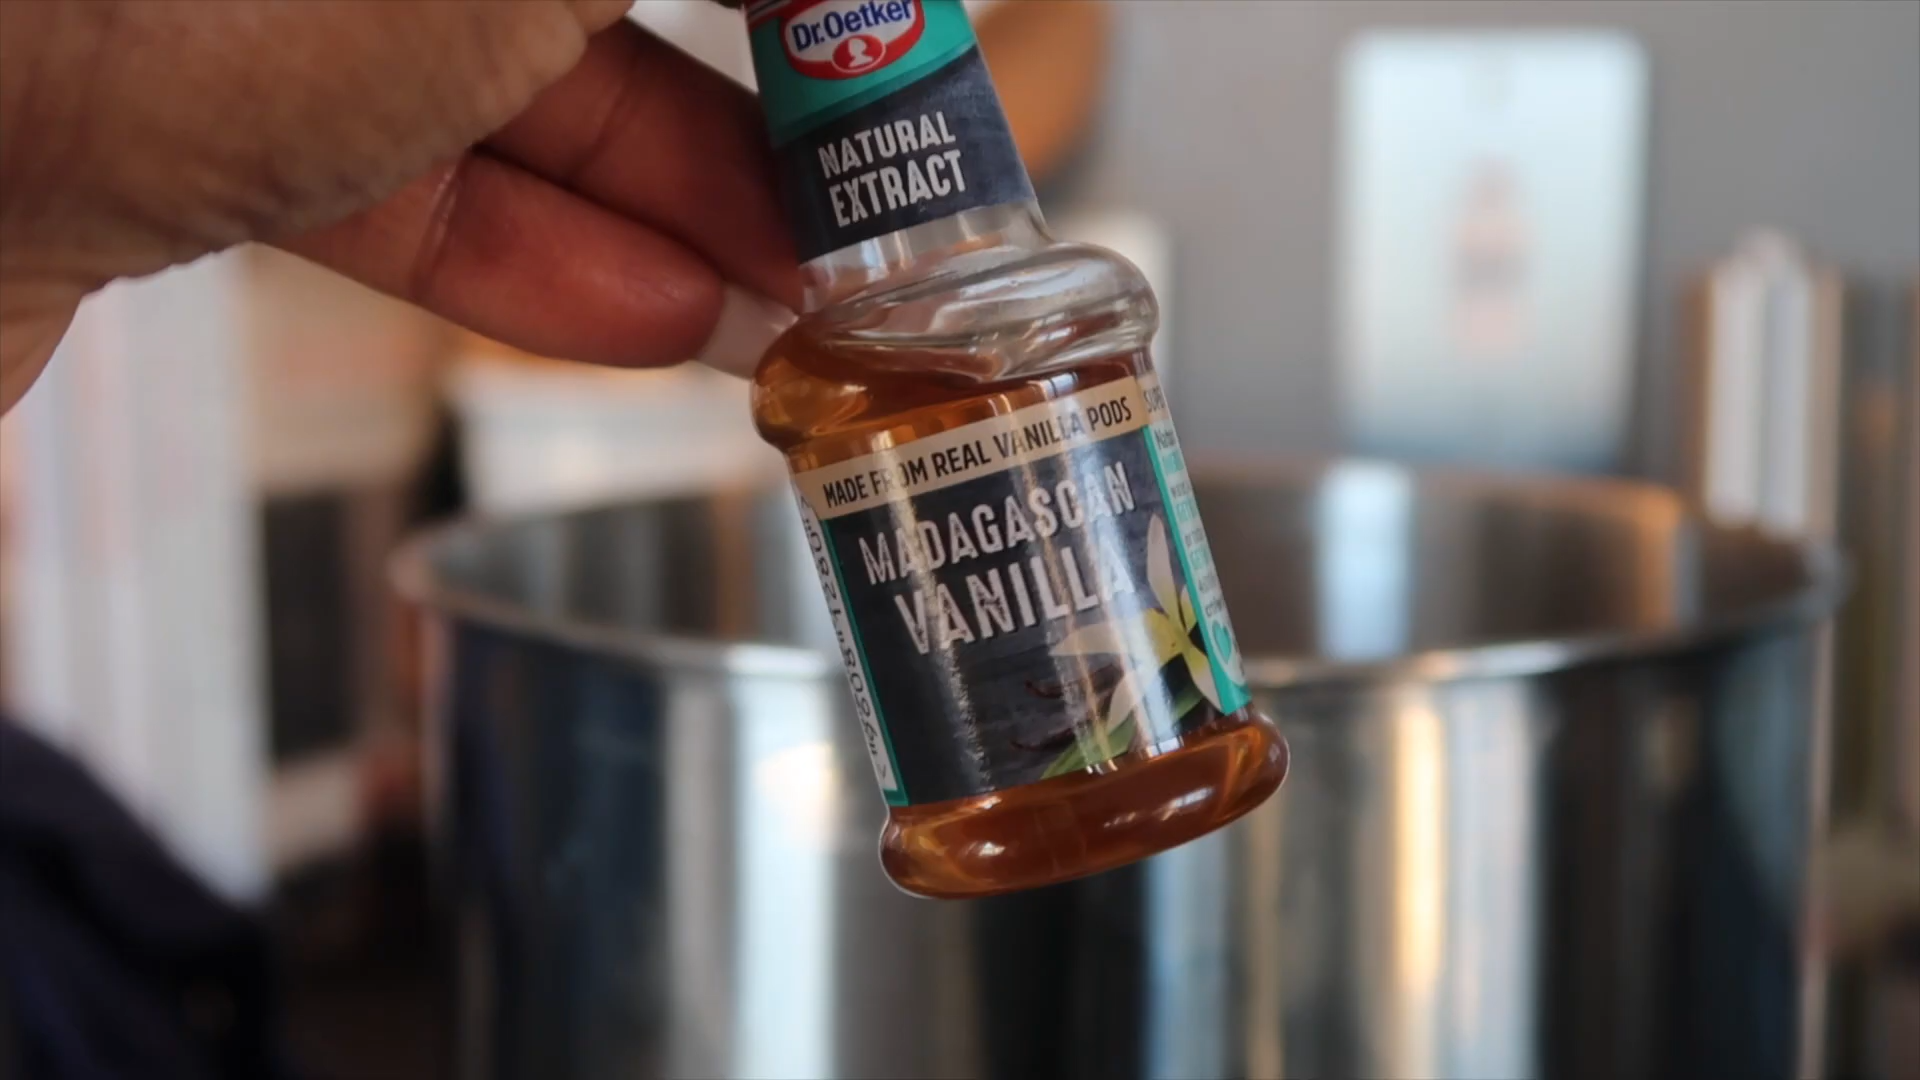 Dr.Oetker
NATURAL
EXTRACT
MADE FROM REAL VANILLA PODS
MADAGASCAN
VANILLA